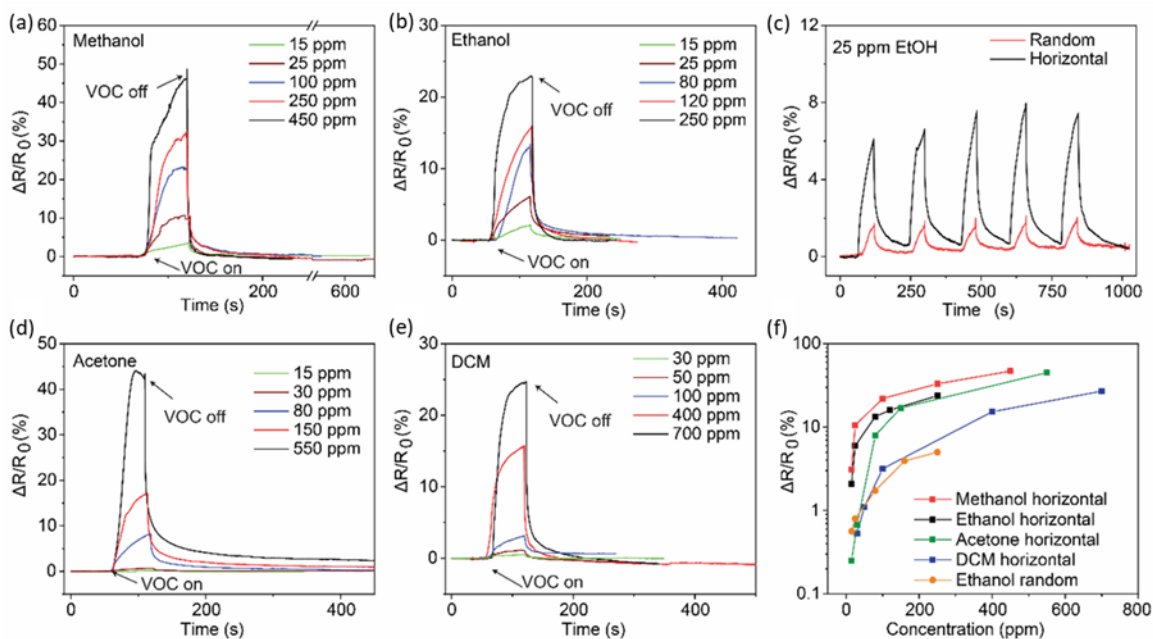 (a)
Methanol
15 ppm
25 ppm
100 ppm
250 ppm
450 ppm
VOC off
VOC on
ΔR/R0 (%)
60
50
40
30
20
10
0
0
200
600
Time (s)
(b)
Ethanol
15 ppm
25 ppm
80 ppm
120 ppm
250 ppm
VOC off
VOC on
ΔR/R0 (%)
30
20
10
0
0
200
400
Time (s)
(c)
25 ppm EtOH
Random
Horizontal
ΔR/R0 (%)
12
8
4
0
0
250
500
750
1000
Time (s)
(d)
Acetone
15 ppm
30 ppm
80 ppm
150 ppm
550 ppm
VOC off
VOC on
ΔR/R0 (%)
50
40
30
20
10
0
0
200
400
Time (s)
(e)
DCM
30 ppm
50 ppm
100 ppm
400 ppm
700 ppm
VOC off
VOC on
ΔR/R0 (%)
30
20
10
0
0
200
400
Time (s)
(f)
ΔR/R0 (%)
100
10
1
0.1
Methanol horizontal
Ethanol horizontal
Acetone horizontal
DCM horizontal
Ethanol random
0
200
400
600
800
Concentration (ppm)